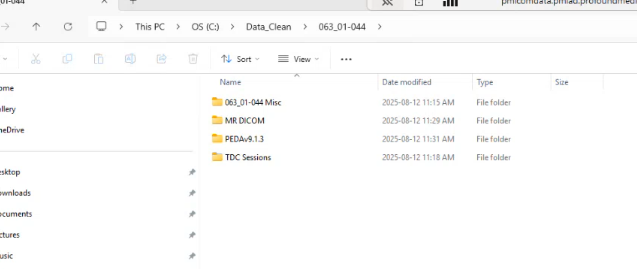 01-044
This PC > OS (C:) > Data_Clean > 063_01-044 >
Sort View ...
Name Date modified Type Size
063_01-044 Misc 2025-08-12 11:15 AM File folder
MR DICOM 2025-08-12 11:29 AM File folder
PEDAv9.1.3 2025-08-12 11:31 AM File folder
TDC Sessions 2025-08-12 11:18 AM File folder
ome
allery
neDrive
esktop
ownloads
ocuments
ctures
usic